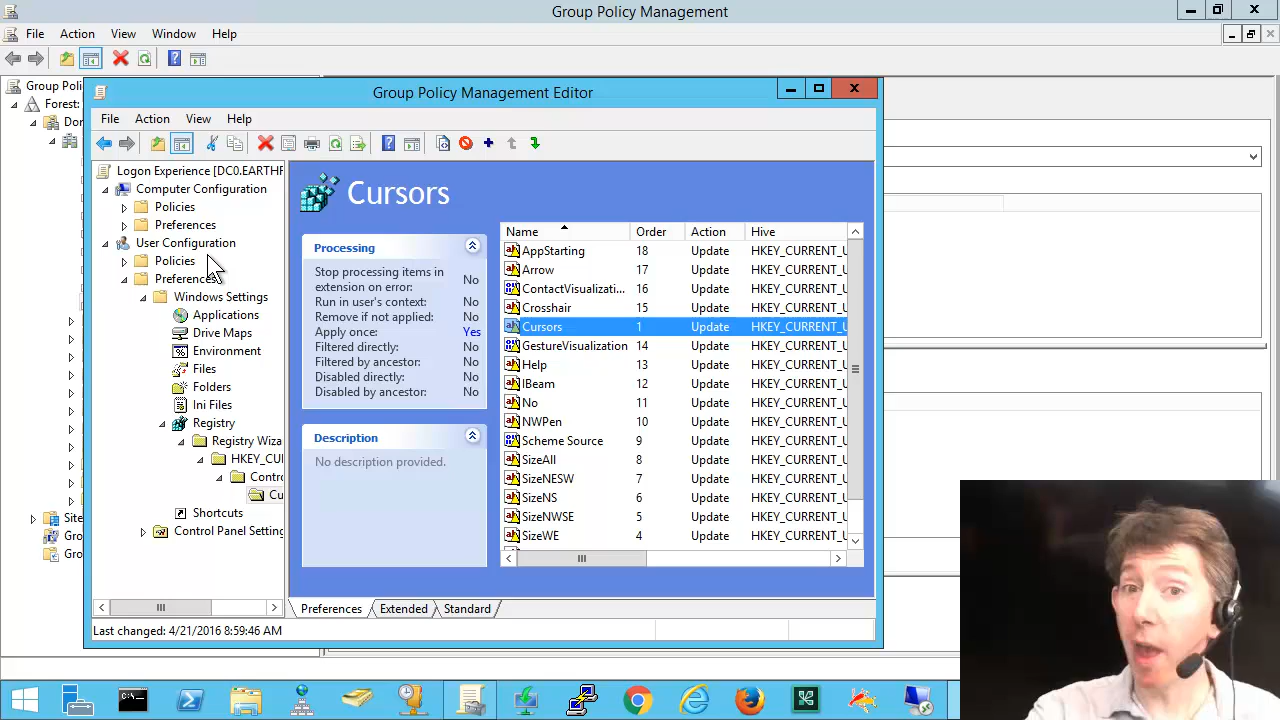 Group Policy Management
File Action View Window Help
Group Poli
Forest:
Dor
Site
Gro
Gro
Group Policy Management Editor
File Action View Help
Logon Experience [DC0.EARTHF
Computer Configuration
Policies
Preferences
User Configuration
Policies
Preferences
Windows Settings
Applications
Drive Maps
Environment
Files
Folders
Ini Files
Registry
Registry Wiza
HKEY_CUI
Contro
Cu
Shortcuts
Control Panel Setting
Cursors
Processing
Stop processing items in
extension on error: No
Run in user's context: No
Remove if not applied: No
Apply once: Yes
Filtered directly: No
Filtered by ancestor: No
Disabled directly: No
Disabled by ancestor: No
Description
No description provided.
Name Order Action Hive
AppStarting 18 Update HKEY_CURRENT_U
Arrow 17 Update HKEY_CURRENT_U
ContactVisualizati... 16 Update HKEY_CURRENT_U
Crosshair 15 Update HKEY_CURRENT_U
Cursors 1 Update HKEY_CURRENT_U
GestureVisualization 14 Update HKEY_CURRENT_U
Help 13 Update HKEY_CURRENT_U
IBeam 12 Update HKEY_CURRENT_U
No 11 Update HKEY_CURRENT_U
NWPen 10 Update HKEY_CURRENT_U
Scheme Source 9 Update HKEY_CURRENT_U
SizeAll 8 Update HKEY_CURRENT_U
SizeNESW 7 Update HKEY_CURRENT_U
SizeNS 6 Update HKEY_CURRENT_U
SizeNWSE 5 Update HKEY_CURRENT_U
SizeWE 4 Update HKEY_CURRENT_U
Preferences Extended Standard
Last changed: 4/21/2016 8:59:46 AM